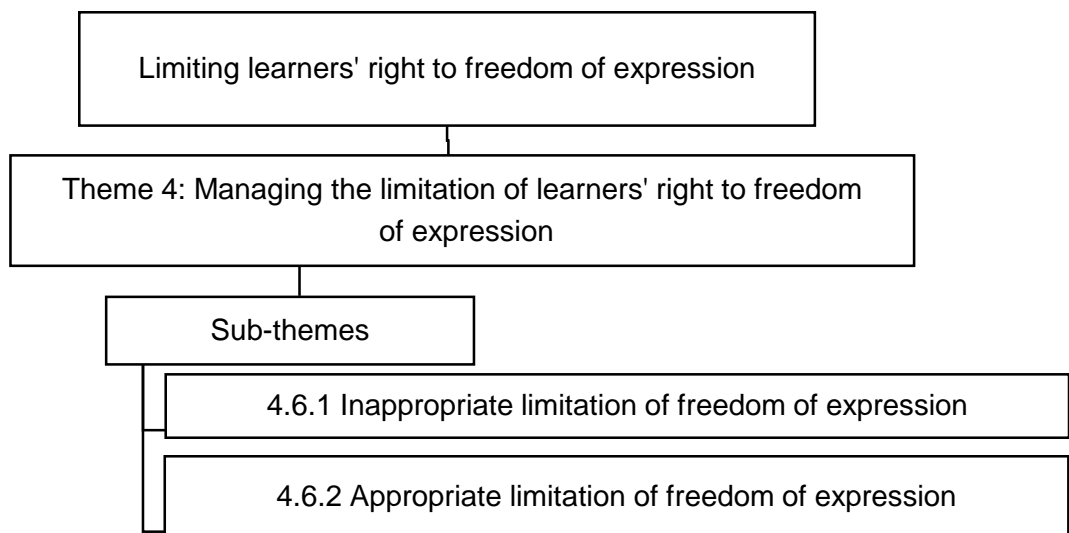 Limiting learners' right to freedom of expression
Theme 4: Managing the limitation of learners' right to freedom
of expression
Sub-themes
4.6.1 Inappropriate limitation of freedom of expression
4.6.2 Appropriate limitation of freedom of expression